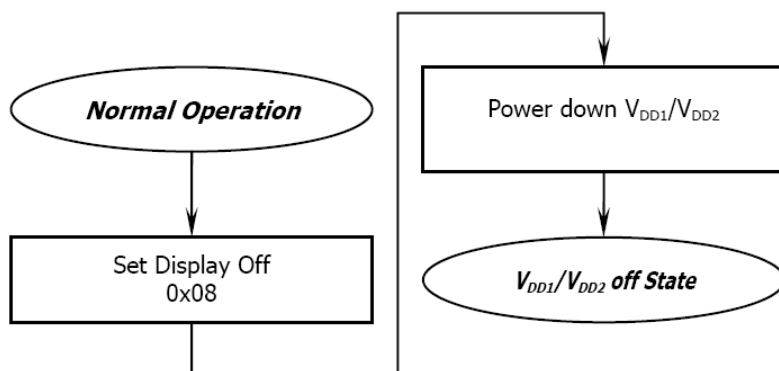 Normal Operation
Set Display Off
0x08
Power down VDD1/VDD2
VDD1/VDD2 off State